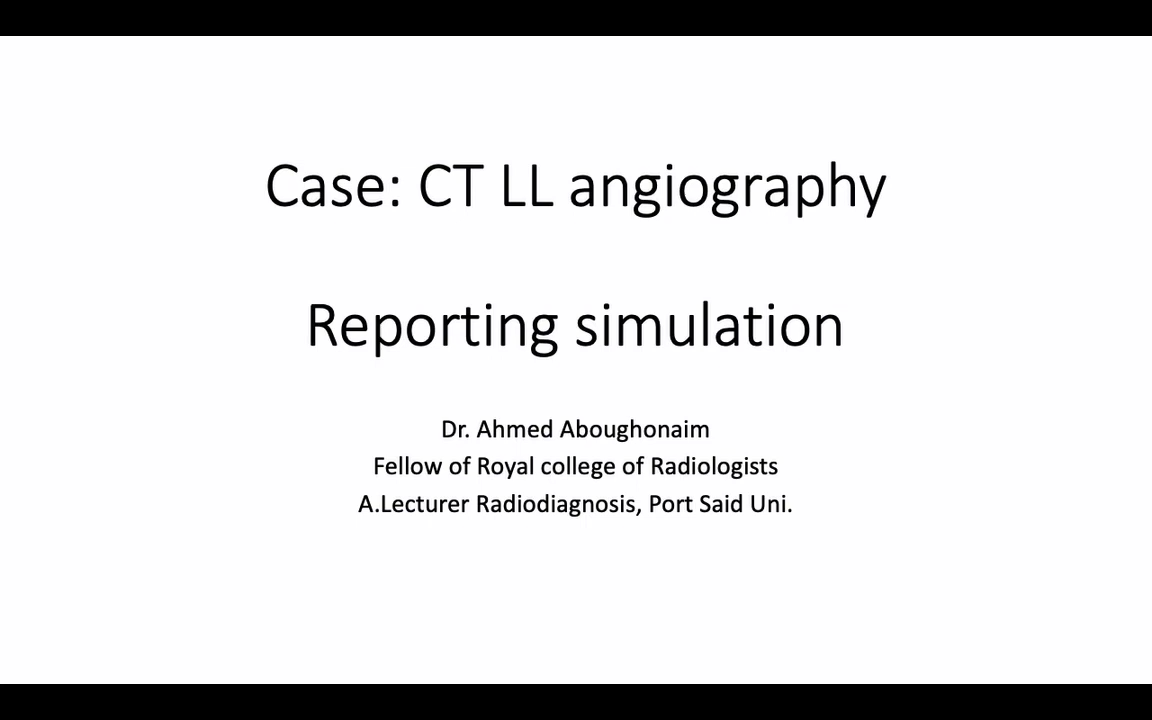 Case: CT LL angiography
Reporting simulation
Dr. Ahmed Aboughonaim
Fellow of Royal college of Radiologists
A.Lecturer Radiodiagnosis, Port Said Uni.